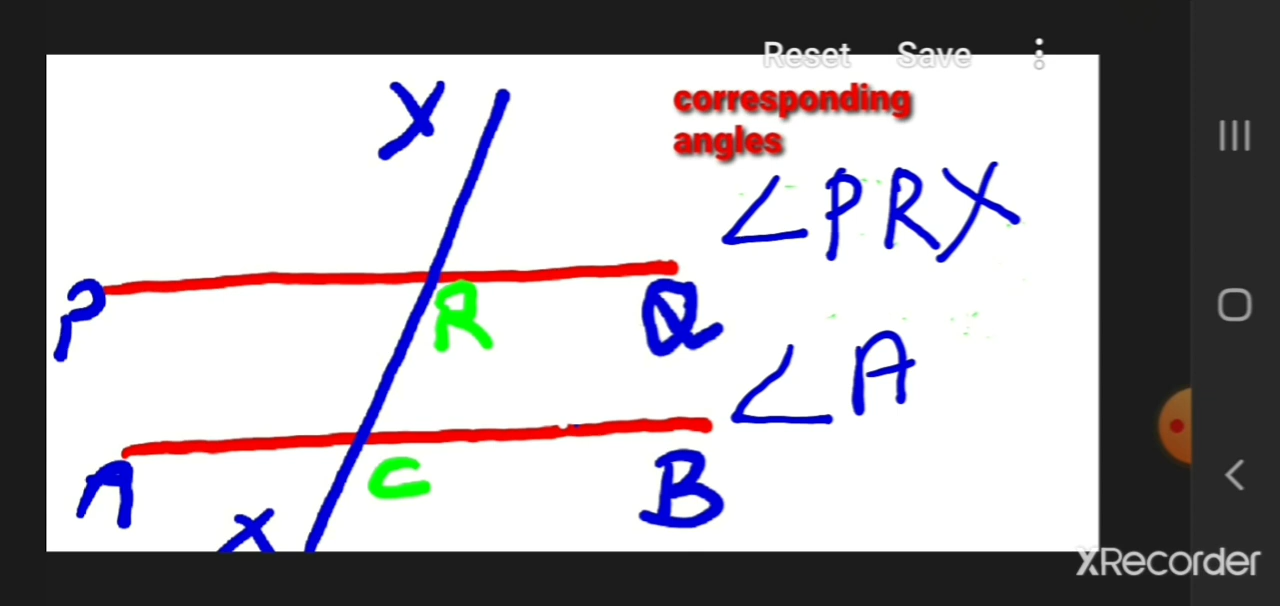 Reset Save
corresponding
angles
X
∠PRX
P
R
Q
∠A
A
C
B
X
XRecorder